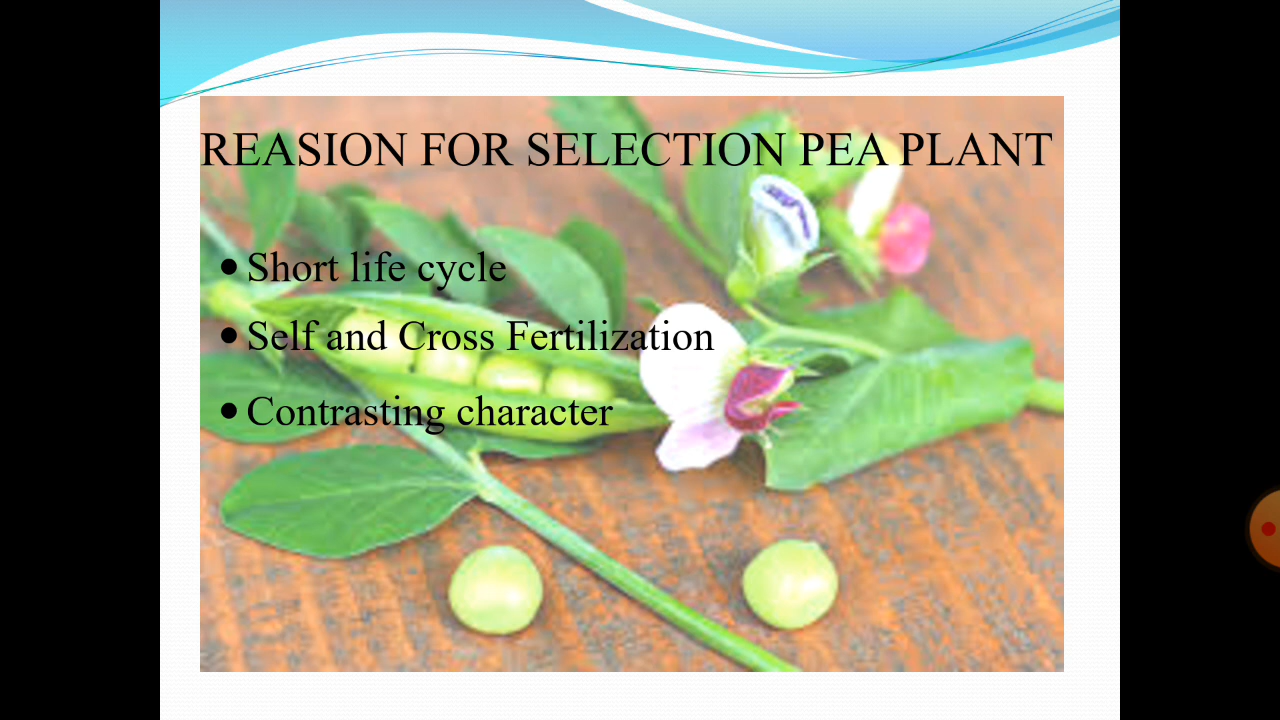 REASION FOR SELECTION PEA PLANT
• Short life cycle
• Self and Cross Fertilization
• Contrasting character